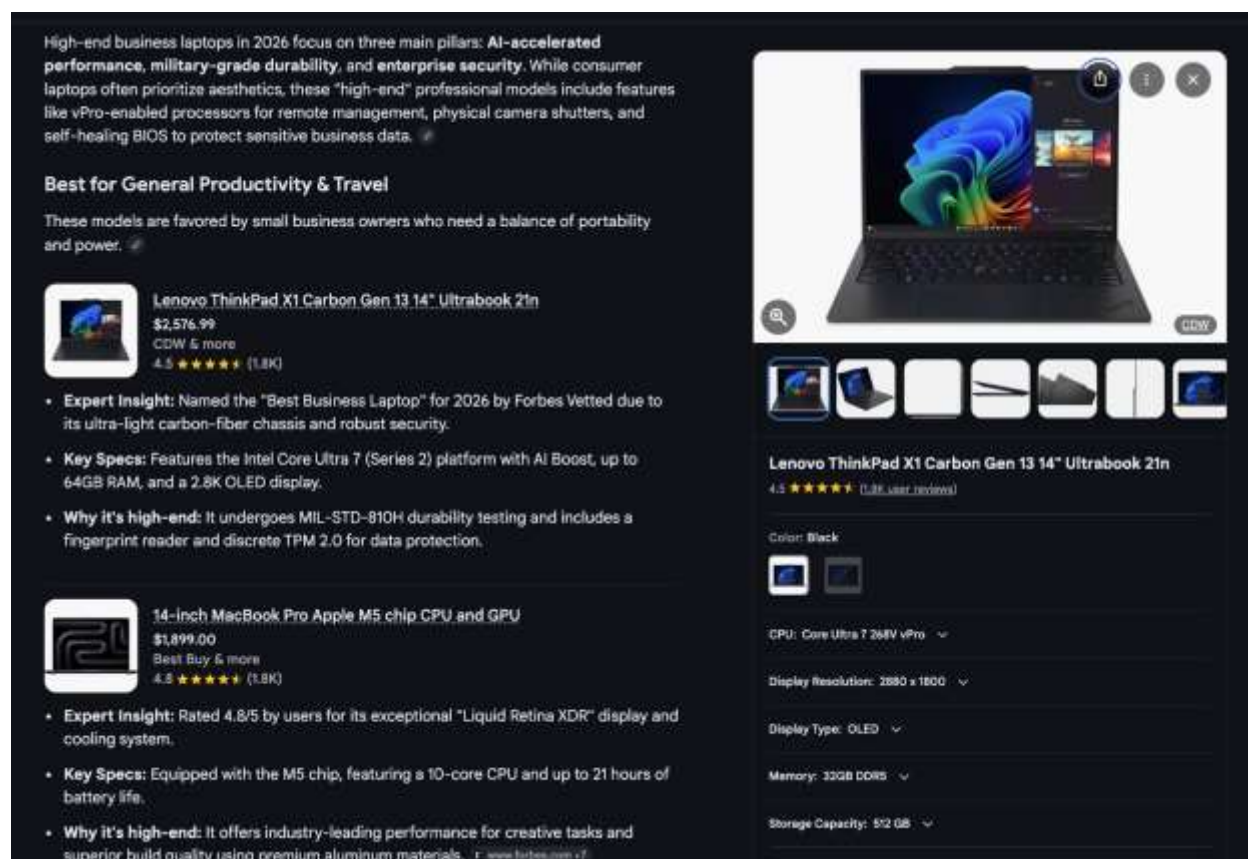 High-end business laptops in 2026 focus on three main pillars: AI-accelerated
performance, military-grade durability, and enterprise security. While consumer
laptops often prioritize aesthetics, these "high-end" professional models include features
like vPro-enabled processors for remote management, physical camera shutters, and
self-healing BIOS to protect sensitive business data.
Best for General Productivity & Travel
These models are favored by small business owners who need a balance of portability
and power.
Lenovo ThinkPad X1 Carbon Gen 13 14" Ultrabook 21n
$2,576.99
CDW & more
4.5 ★★★★★ (1.8K)
• Expert Insight: Named the "Best Business Laptop" for 2026 by Forbes Vetted due to
its ultra-light carbon-fiber chassis and robust security.
• Key Specs: Features the Intel Core Ultra 7 (Series 2) platform with AI Boost, up to
64GB RAM, and a 2.8K OLED display.
• Why it's high-end: It undergoes MIL-STD-810H durability testing and includes a
fingerprint reader and discrete TPM 2.0 for data protection.
14-inch MacBook Pro Apple M5 chip CPU and GPU
$1,899.00
Best Buy & more
4.8 ★★★★★ (1.8K)
• Expert Insight: Rated 4.8/5 by users for its exceptional "Liquid Retina XDR" display and
cooling system.
• Key Specs: Equipped with the M5 chip, featuring a 10-core CPU and up to 21 hours of
battery life.
• Why it's high-end: It offers industry-leading performance for creative tasks and
superior build quality using premium aluminum materials. www.forbes.com +7
CDW
Lenovo ThinkPad X1 Carbon Gen 13 14" Ultrabook 21n
4.5 ★★★★★ (1.8K user reviews)
Color: Black
CPU: Core Ultra 7 268V vPro
Display Resolution: 2880 x 1800
Display Type: OLED
Memory: 32GB DDR5
Storage Capacity: 512 GB